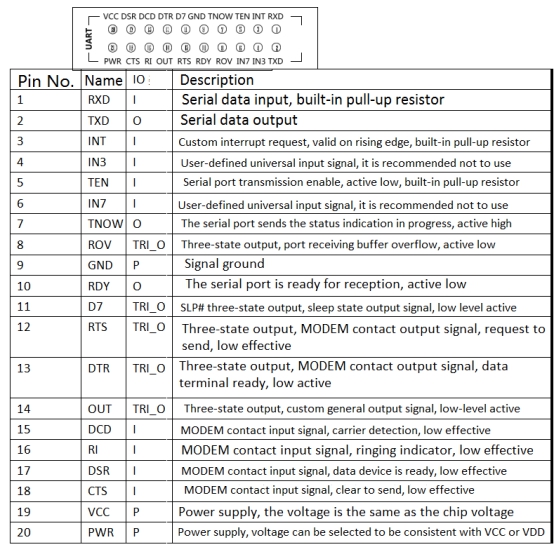 VCC DSR DCD DTR D7 GND TNOW TEN INT RXD
UART
PWR CTS RI OUT RTS RDY ROV IN7 IN3 TXD
Pin No. Name IO : Description
1 RXD I Serial data input, built-in pull-up resistor
2 TXD O Serial data output
3 INT I Custom interrupt request, valid on rising edge, built-in pull-up resistor
4 IN3 I User-defined universal input signal, it is recommended not to use
5 TEN I Serial port transmission enable, active low, built-in pull-up resistor
6 IN7 I User-defined universal input signal, it is recommended not to use
7 TNOW O The serial port sends the status indication in progress, active high
8 ROV TRI_O Three-state output, port receiving buffer overflow, active low
9 GND P Signal ground
10 RDY O The serial port is ready for reception, active low
11 D7 TRI_O SLP# three-state output, sleep state output signal, low level active
12 RTS TRI_O Three-state output, MODEM contact output signal, request to
send, low effective
13 DTR TRI_O Three-state output, MODEM contact output signal, data
terminal ready, low active
14 OUT TRI_O Three-state output, custom general output signal, low-level active
15 DCD I MODEM contact input signal, carrier detection, low effective
16 RI I MODEM contact input signal, ringing indicator, low effective
17 DSR I MODEM contact input signal, data device is ready, low effective
18 CTS I MODEM contact input signal, clear to send, low effective
19 VCC P Power supply, the voltage is the same as the chip voltage
20 PWR P Power supply, voltage can be selected to be consistent with VCC or VDD